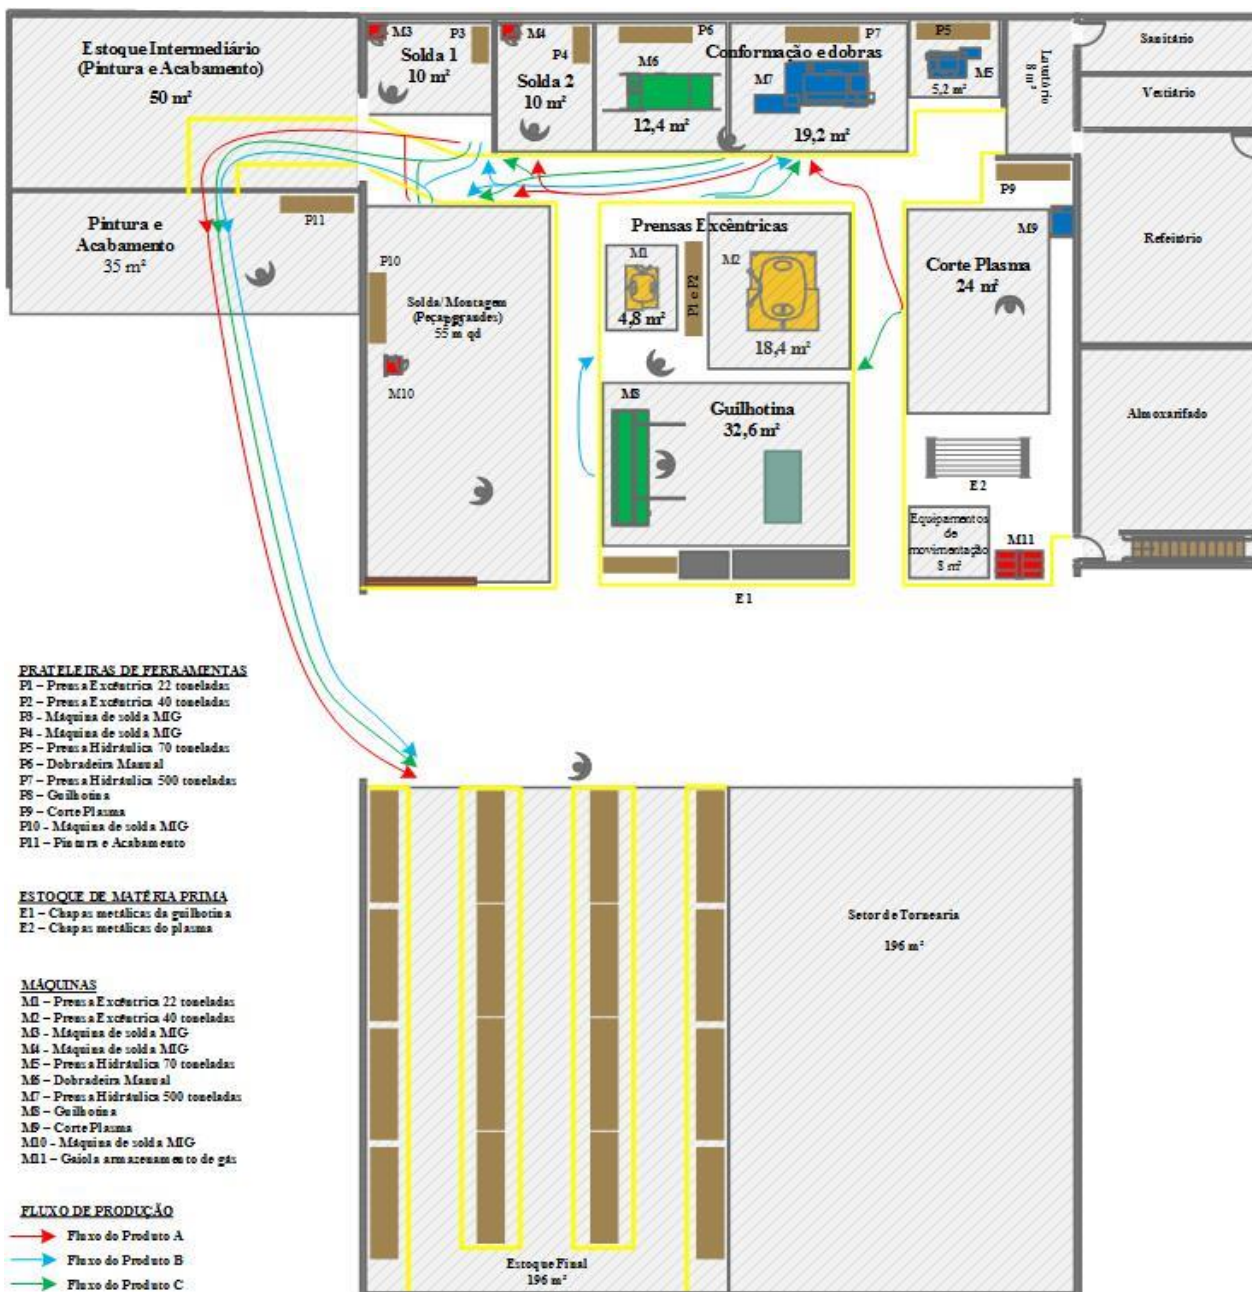 Estoque Intermediário
(Pintura e Acabamento)
50 m²
M3
P3
Solda 1
10 m²
M4
P4
Solda 2
10 m²
P6
M6
12,4 m²
Conformação e dobras
P7
M7
19,2 m²
P5
M5
5,2 m²
Lavatório
8 m²
Sanitário
Vestiário
Refeitório
Almoxarifado
Pintura e
Acabamento
35 m²
P11
P10
Solda/Montagem
(Peças grandes)
55 m qd
M10
Prensas Excêntricas
M1
4,8 m²
P1 e P2
M2
18,4 m²
M8
Guilhotina
32,6 m²
E1
P9
M9
Corte Plasma
24 m²
E2
Equipamentos
de
movimentação
8 m²
M11
PRATELEIRAS DE FERRAMENTAS
P1 – Prensa Excêntrica 22 toneladas
P2 – Prensa Excêntrica 40 toneladas
P3 - Máquina de solda MIG
P4 - Máquina de solda MIG
P5 – Prensa Hidráulica 70 toneladas
P6 – Dobradeira Manual
P7 – Prensa Hidráulica 500 toneladas
P8 – Guilhotina
P9 – Corte Plasma
P10 - Máquina de solda MIG
P11 – Pintura e Acabamento
ESTOQUE DE MATÉRIA PRIMA
E1 – Chapas metálicas da guilhotina
E2 – Chapas metálicas do plasma
MÁQUINAS
M1 – Prensa Excêntrica 22 toneladas
M2 – Prensa Excêntrica 40 toneladas
M3 - Máquina de solda MIG
M4 - Máquina de solda MIG
M5 – Prensa Hidráulica 70 toneladas
M6 – Dobradeira Manual
M7 – Prensa Hidráulica 500 toneladas
M8 – Guilhotina
M9 – Corte Plasma
M10 - Máquina de solda MIG
M11 – Gaiola armazenamento de gás
FLUXO DE PRODUÇÃO
Fluxo do Produto A
Fluxo do Produto B
Fluxo do Produto C
Estoque Final
196 m²
Setor de Tornearia
196 m²